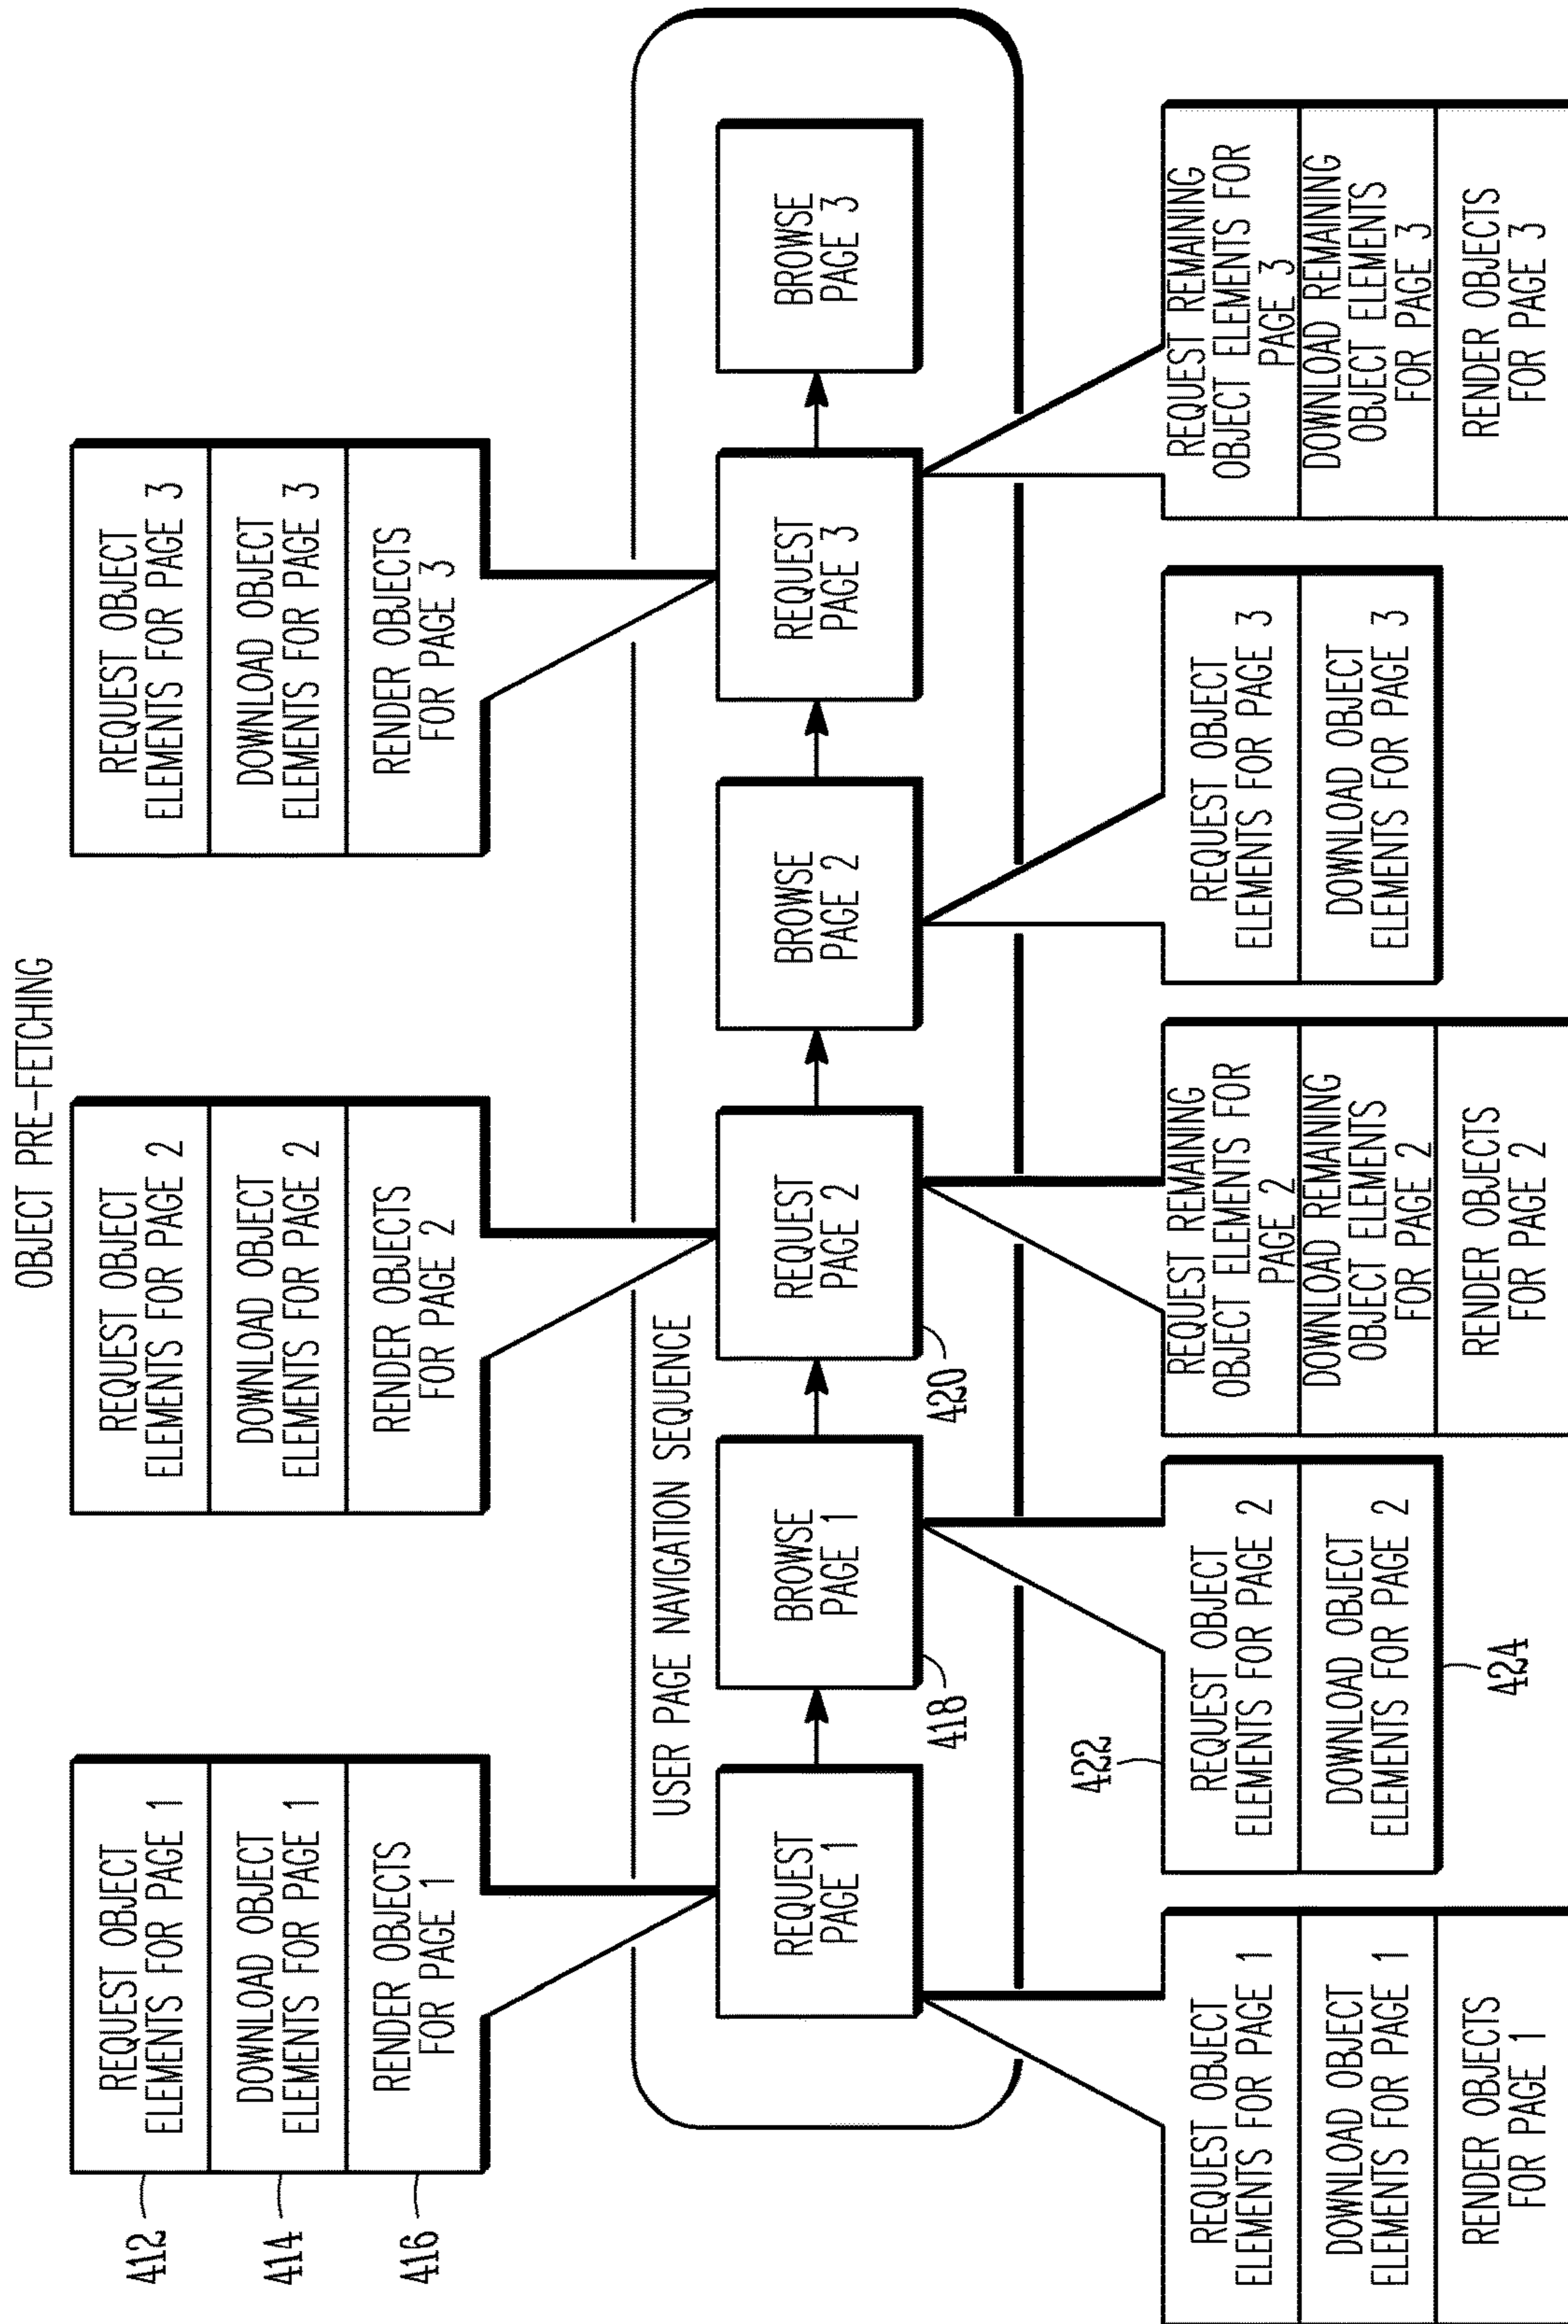 OBJECT PRE-FETCHING
REQUEST OBJECT
ELEMENTS FOR PAGE 1
DOWNLOAD OBJECT
ELEMENTS FOR PAGE 1
RENDER OBJECTS
FOR PAGE 1
412
414
416
REQUEST OBJECT
ELEMENTS FOR PAGE 2
DOWNLOAD OBJECT
ELEMENTS FOR PAGE 2
RENDER OBJECTS
FOR PAGE 2
REQUEST OBJECT
ELEMENTS FOR PAGE 3
DOWNLOAD OBJECT
ELEMENTS FOR PAGE 3
RENDER OBJECTS
FOR PAGE 3
USER PAGE NAVIGATION SEQUENCE
REQUEST
PAGE 1
BROWSE
PAGE 1
418
REQUEST
PAGE 2
420
BROWSE
PAGE 2
REQUEST
PAGE 3
BROWSE
PAGE 3
REQUEST OBJECT
ELEMENTS FOR PAGE 1
DOWNLOAD OBJECT
ELEMENTS FOR PAGE 1
RENDER OBJECTS
FOR PAGE 1
422
REQUEST OBJECT
ELEMENTS FOR PAGE 2
DOWNLOAD OBJECT
ELEMENTS FOR PAGE 2
424
REQUEST REMAINING
OBJECT ELEMENTS FOR
PAGE 2
DOWNLOAD REMAINING
OBJECT ELEMENTS
FOR PAGE 2
RENDER OBJECTS
FOR PAGE 2
REQUEST OBJECT
ELEMENTS FOR PAGE 3
DOWNLOAD OBJECT
ELEMENTS FOR PAGE 3
REQUEST REMAINING
OBJECT ELEMENTS FOR
PAGE 3
DOWNLOAD REMAINING
OBJECT ELEMENTS
FOR PAGE 3
RENDER OBJECTS
FOR PAGE 3